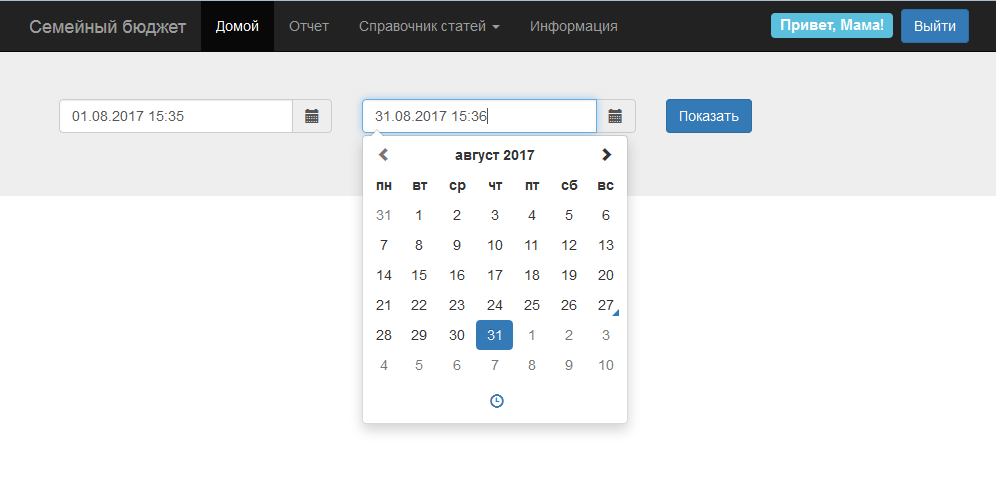 Семейный бюджет Домой Отчет Справочник статей Информация Привет, Мама! Выйти
01.08.2017 15:35 31.08.2017 15:36 Показать
август 2017
пн вт ср чт пт сб вс
31 1 2 3 4 5 6
7 8 9 10 11 12 13
14 15 16 17 18 19 20
21 22 23 24 25 26 27
28 29 30 31 1 2 3
4 5 6 7 8 9 10